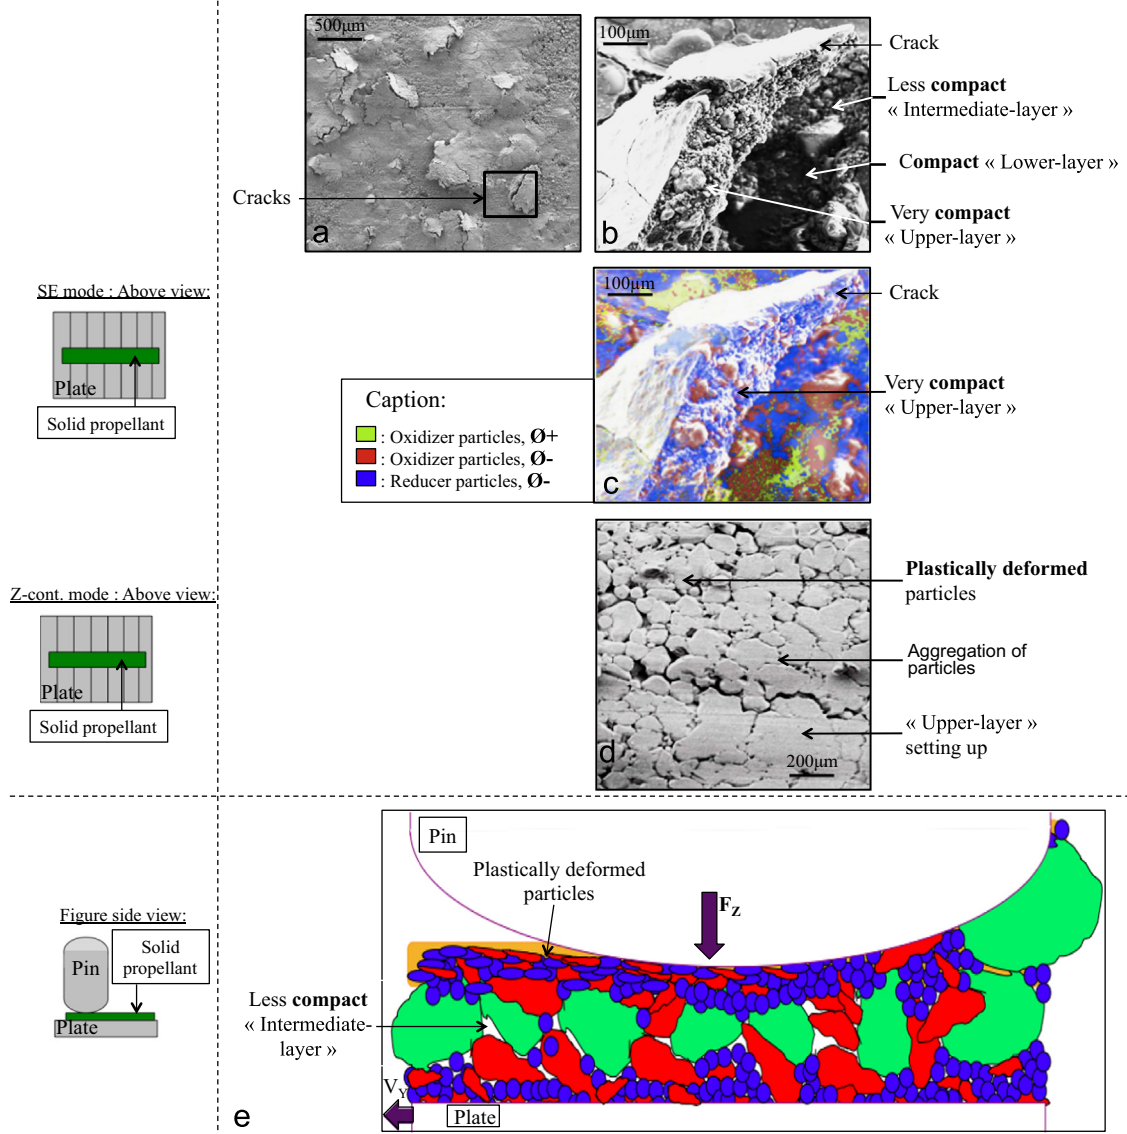 500µm
a
Cracks
100µm
b
Crack
Less compact
« Intermediate-layer »
Compact « Lower-layer »
Very compact
« Upper-layer »
SE mode : Above view:
Plate
Solid propellant
100µm
c
Crack
Very compact
« Upper-layer »
Caption:
: Oxidizer particles, Ø+
: Oxidizer particles, Ø-
: Reducer particles, Ø-
Z-cont. mode : Above view:
Plate
Solid propellant
Plastically deformed
particles
Aggregation of
particles
« Upper-layer »
setting up
d
200µm
Figure side view:
Pin
Solid
propellant
Plate
Pin
Plastically deformed
particles
FZ
Less compact
« Intermediate-
layer »
VY
Plate
e